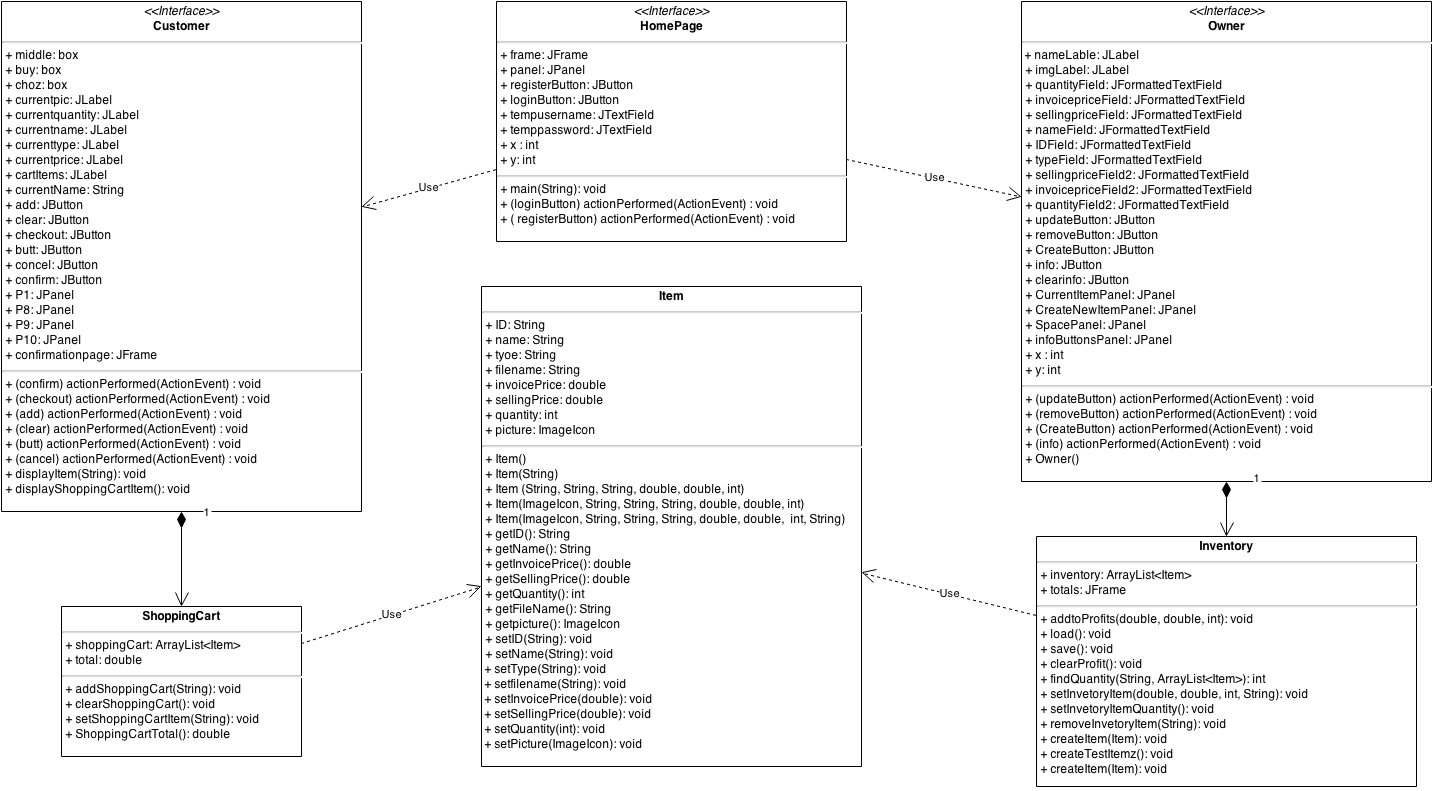 <<Interface>>
Customer
+ middle: box
+ buy: box
+ choz: box
+ currentpic: JLabel
+ currentquantity: JLabel
+ currentname: JLabel
+ currenttype: JLabel
+ currentprice: JLabel
+ cartItems: JLabel
+ currentName: String
+ add: JButton
+ clear: JButton
+ checkout: JButton
+ butt: JButton
+ concel: JButton
+ confirm: JButton
+ P1: JPanel
+ P8: JPanel
+ P9: JPanel
+ P10: JPanel
+ confirmationpage: JFrame
+ (confirm) actionPerformed(ActionEvent) : void
+ (checkout) actionPerformed(ActionEvent) : void
+ (add) actionPerformed(ActionEvent) : void
+ (clear) actionPerformed(ActionEvent) : void
+ (butt) actionPerformed(ActionEvent) : void
+ (cancel) actionPerformed(ActionEvent) : void
+ displayItem(String): void
+ displayShoppingCartItem(): void
1
<<Interface>>
HomePage
+ frame: JFrame
+ panel: JPanel
+ registerButton: JButton
+ loginButton: JButton
+ tempusername: JTextField
+ temppassword: JTextField
+ x : int
+ y: int
+ main(String): void
+ (loginButton) actionPerformed(ActionEvent) : void
+ ( registerButton) actionPerformed(ActionEvent) : void
Use
Use
<<Interface>>
Owner
+ nameLable: JLabel
+ imgLabel: JLabel
+ quantityField: JFormattedTextField
+ invoicepriceField: JFormattedTextField
+ sellingpriceField: JFormattedTextField
+ nameField: JFormattedTextField
+ IDField: JFormattedTextField
+ typeField: JFormattedTextField
+ sellingpriceField2: JFormattedTextField
+ invoicepriceField2: JFormattedTextField
+ quantityField2: JFormattedTextField
+ updateButton: JButton
+ removeButton: JButton
+ CreateButton: JButton
+ info: JButton
+ clearinfo: JButton
+ CurrentItemPanel: JPanel
+ CreateNewItemPanel: JPanel
+ SpacePanel: JPanel
+ infoButtonsPanel: JPanel
+ x : int
+ y: int
+ (updateButton) actionPerformed(ActionEvent) : void
+ (removeButton) actionPerformed(ActionEvent) : void
+ (CreateButton) actionPerformed(ActionEvent) : void
+ (info) actionPerformed(ActionEvent) : void
+ Owner()
1
Item
+ ID: String
+ name: String
+ tyoe: String
+ filename: String
+ invoicePrice: double
+ sellingPrice: double
+ quantity: int
+ picture: ImageIcon
+ Item()
+ Item(String)
+ Item (String, String, String, double, double, int)
+ Item(ImageIcon, String, String, String, double, double, int)
+ Item(ImageIcon, String, String, String, double, double, int, String)
+ getID(): String
+ getName(): String
+ getInvoicePrice(): double
+ getSellingPrice(): double
+ getQuantity(): int
+ getFileName(): String
+ getpicture(): ImageIcon
+ setID(String): void
+ setName(String): void
+ setType(String): void
+ setfilename(String): void
+ setInvoicePrice(double): void
+ setSellingPrice(double): void
+ setQuantity(int): void
+ setPicture(ImageIcon): void
Use
Use
ShoppingCart
+ shoppingCart: ArrayList<Item>
+ total: double
+ addShoppingCart(String): void
+ clearShoppingCart(): void
+ setShoppingCartItem(String): void
+ ShoppingCartTotal(): double
Inventory
+ inventory: ArrayList<Item>
+ totals: JFrame
+ addtoProfits(double, double, int): void
+ load(): void
+ save(): void
+ clearProfit(): void
+ findQuantity(String, ArrayList<Item>): int
+ setInvetoryItem(double, double, int, String): void
+ setInvetoryItemQuantity(): void
+ removeInvetoryItem(String): void
+ createItem(Item): void
+ createTestItemz(): void
+ createItem(Item): void